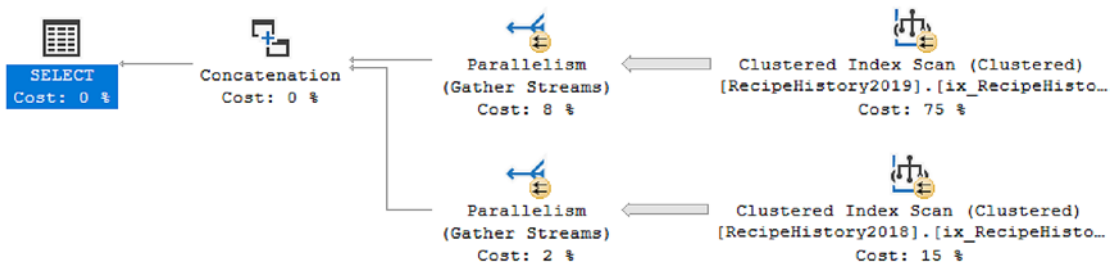 SELECT
Cost: 0 %
Concatenation
Cost: 0 %
Parallelism
(Gather Streams)
Cost: 8 %
Clustered Index Scan (Clustered)
[RecipeHistory2019].[ix_RecipeHisto…
Cost: 75 %
Parallelism
(Gather Streams)
Cost: 2 %
Clustered Index Scan (Clustered)
[RecipeHistory2018].[ix_RecipeHisto…
Cost: 15 %